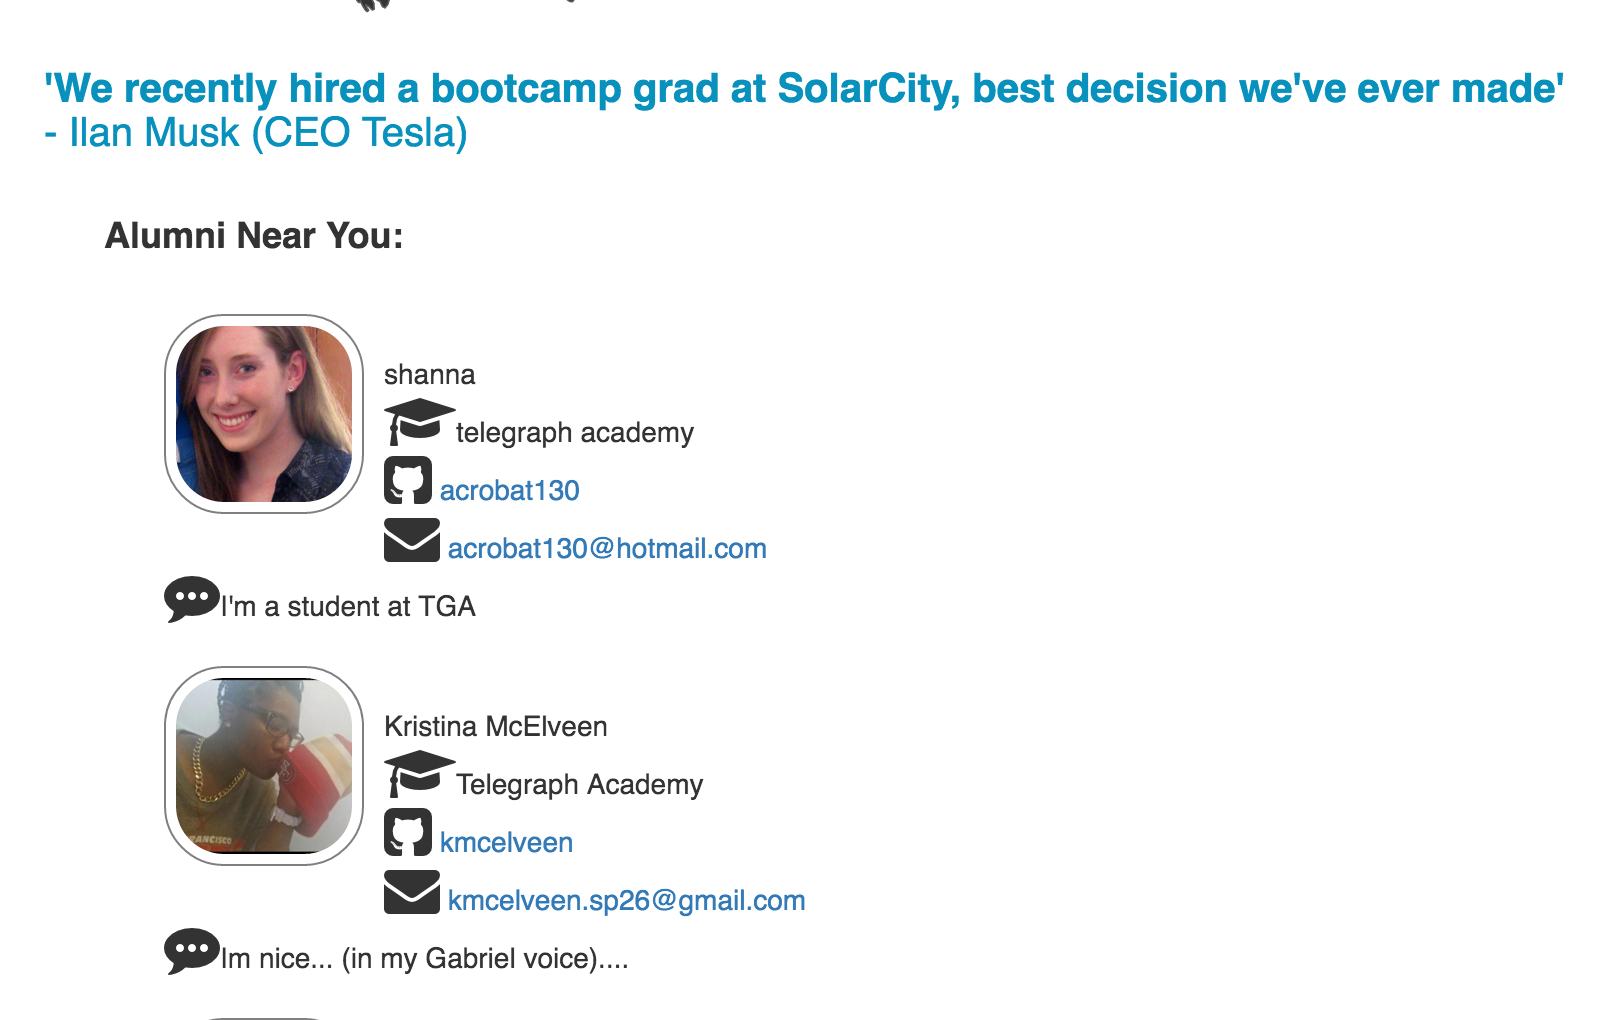 'We recently hired a bootcamp grad at SolarCity, best decision we've ever made'
- Ilan Musk (CEO Tesla)
Alumni Near You:
shanna
telegraph academy
acrobat130
acrobat130@hotmail.com
I'm a student at TGA
Kristina McElveen
Telegraph Academy
kmcelveen
kmcelveen.sp26@gmail.com
Im nice... (in my Gabriel voice)....